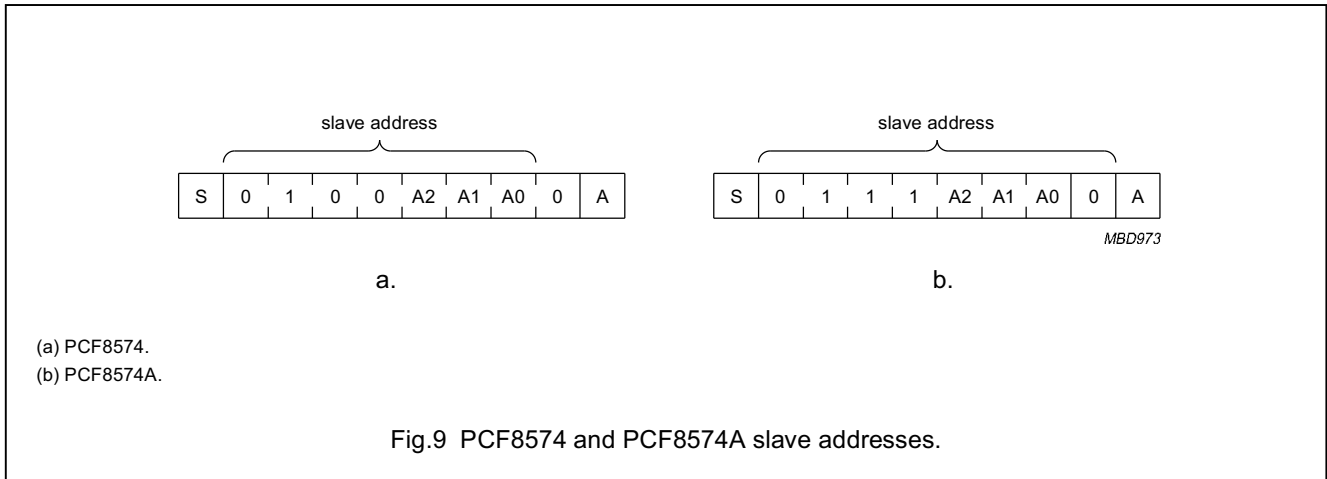 slave address
S 0 1 0 0 A2 A1 A0 0 A
a.
slave address
S 0 1 1 1 A2 A1 A0 0 A
MBD973
b.
(a) PCF8574.
(b) PCF8574A.
Fig.9 PCF8574 and PCF8574A slave addresses.